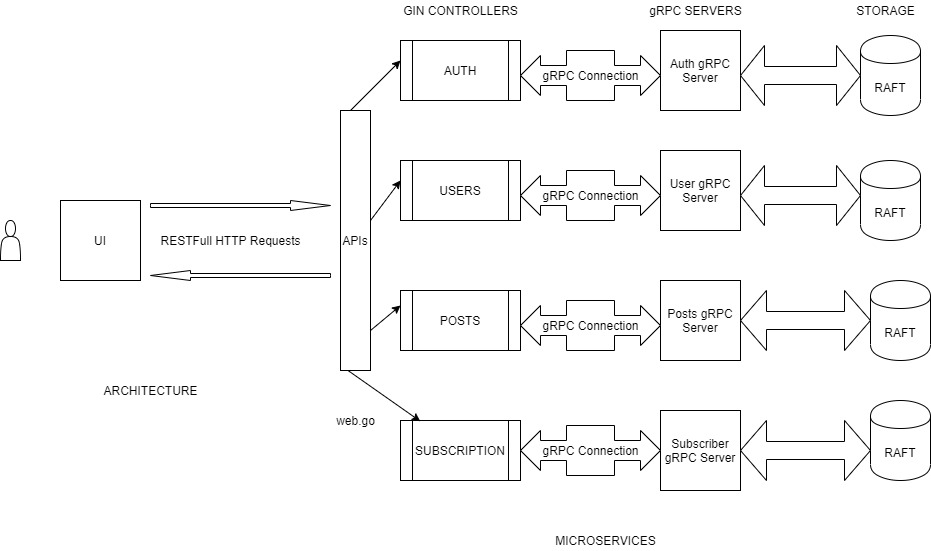 GIN CONTROLLERS
gRPC SERVERS
STORAGE
AUTH
gRPC Connection
Auth gRPC
Server
RAFT
USERS
gRPC Connection
User gRPC
Server
RAFT
UI
RESTFull HTTP Requests
APIs
POSTS
gRPC Connection
Posts gRPC
Server
RAFT
ARCHITECTURE
web.go
SUBSCRIPTION
gRPC Connection
Subscriber
gRPC Server
RAFT
MICROSERVICES